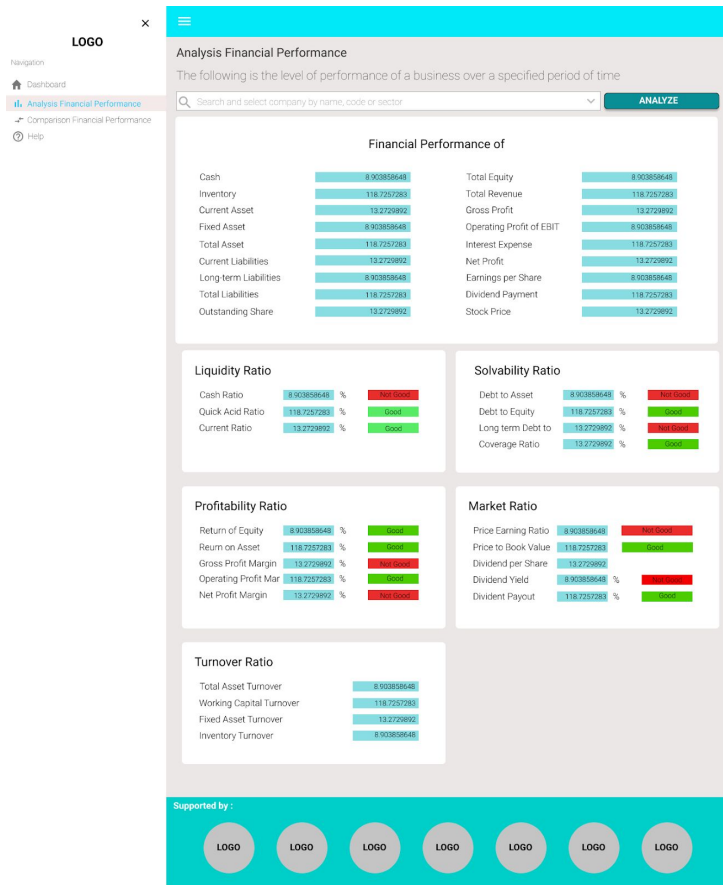 LOGO
Navigation
Dashboard
Analysis Financial Performance
Comparison Financial Performance
Help
Analysis Financial Performance
The following is the level of performance of a business over a specified period of time
Search and select company by name, code or sector
ANALYZE
Financial Performance of
Cash 8.903858648
Inventory 118.7257283
Current Asset 13.2729892
Fixed Asset 8.903858648
Total Asset 118.7257283
Current Liabilities 13.2729892
Long-term Liabilities 8.903858648
Total Liabilities 118.7257283
Outstanding Share 13.2729892
Total Equity 8.903858648
Total Revenue 118.7257283
Gross Profit 13.2729892
Operating Profit of EBIT 8.903858648
Interest Expense 118.7257283
Net Profit 13.2729892
Earnings per Share 8.903858648
Dividend Payment 118.7257283
Stock Price 13.2729892
Liquidity Ratio
Cash Ratio 8.903858648 % Not Good
Quick Acid Ratio 118.7257283 % Good
Current Ratio 13.2729892 % Good
Solvability Ratio
Debt to Asset 8.903858648 % Not Good
Debt to Equity 118.7257283 % Good
Long term Debt to 13.2729892 % Not Good
Coverage Ratio 13.2729892 % Good
Profitability Ratio
Return of Equity 8.903858648 % Good
Reurn on Asset 118.7257283 % Good
Gross Profit Margin 13.2729892 % Not Good
Operating Profit Mar 118.7257283 % Good
Net Profit Margin 13.2729892 % Not Good
Market Ratio
Price Earning Ratio 8.903858648 Not Good
Price to Book Value 118.7257283 Good
Dividend per Share 13.2729892
Dividend Yield 8.903858648 % Not Good
Divident Payout 118.7257283 % Good
Turnover Ratio
Total Asset Turnover 8.903858648
Working Capital Turnover 118.7257283
Fixed Asset Turnover 13.2729892
Inventory Turnover 8.903858648
Supported by :
LOGO LOGO LOGO LOGO LOGO LOGO LOGO